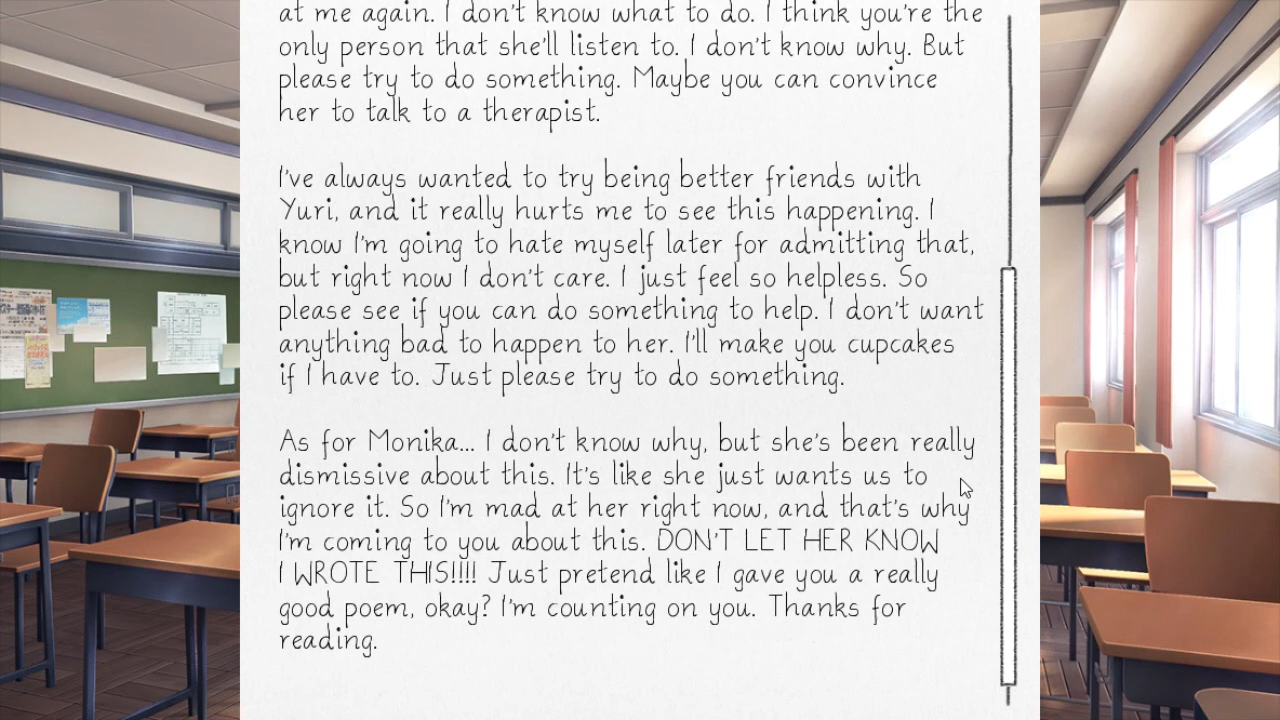 at me again. I don't know what to do. I think you're the
only person that she'll listen to. I don't know why. But
please try to do something. Maybe you can convince
her to talk to a therapist.
I've always wanted to try being better friends with
Yuri, and it really hurts me to see this happening. I
know I'm going to hate myself later for admitting that,
but right now I don't care. I just feel so helpless. So
please see if you can do something to help. I don't want
anything bad to happen to her. I'll make you cupcakes
if I have to. Just please try to do something.
As for Monika... I don't know why, but she's been really
dismissive about this. It's like she just wants us to
ignore it. So I'm mad at her right now, and that's why
I'm coming to you about this. DON'T LET HER KNOW
I WROTE THIS!!!! Just pretend like I gave you a really
good poem, okay? I'm counting on you. Thanks for
reading.